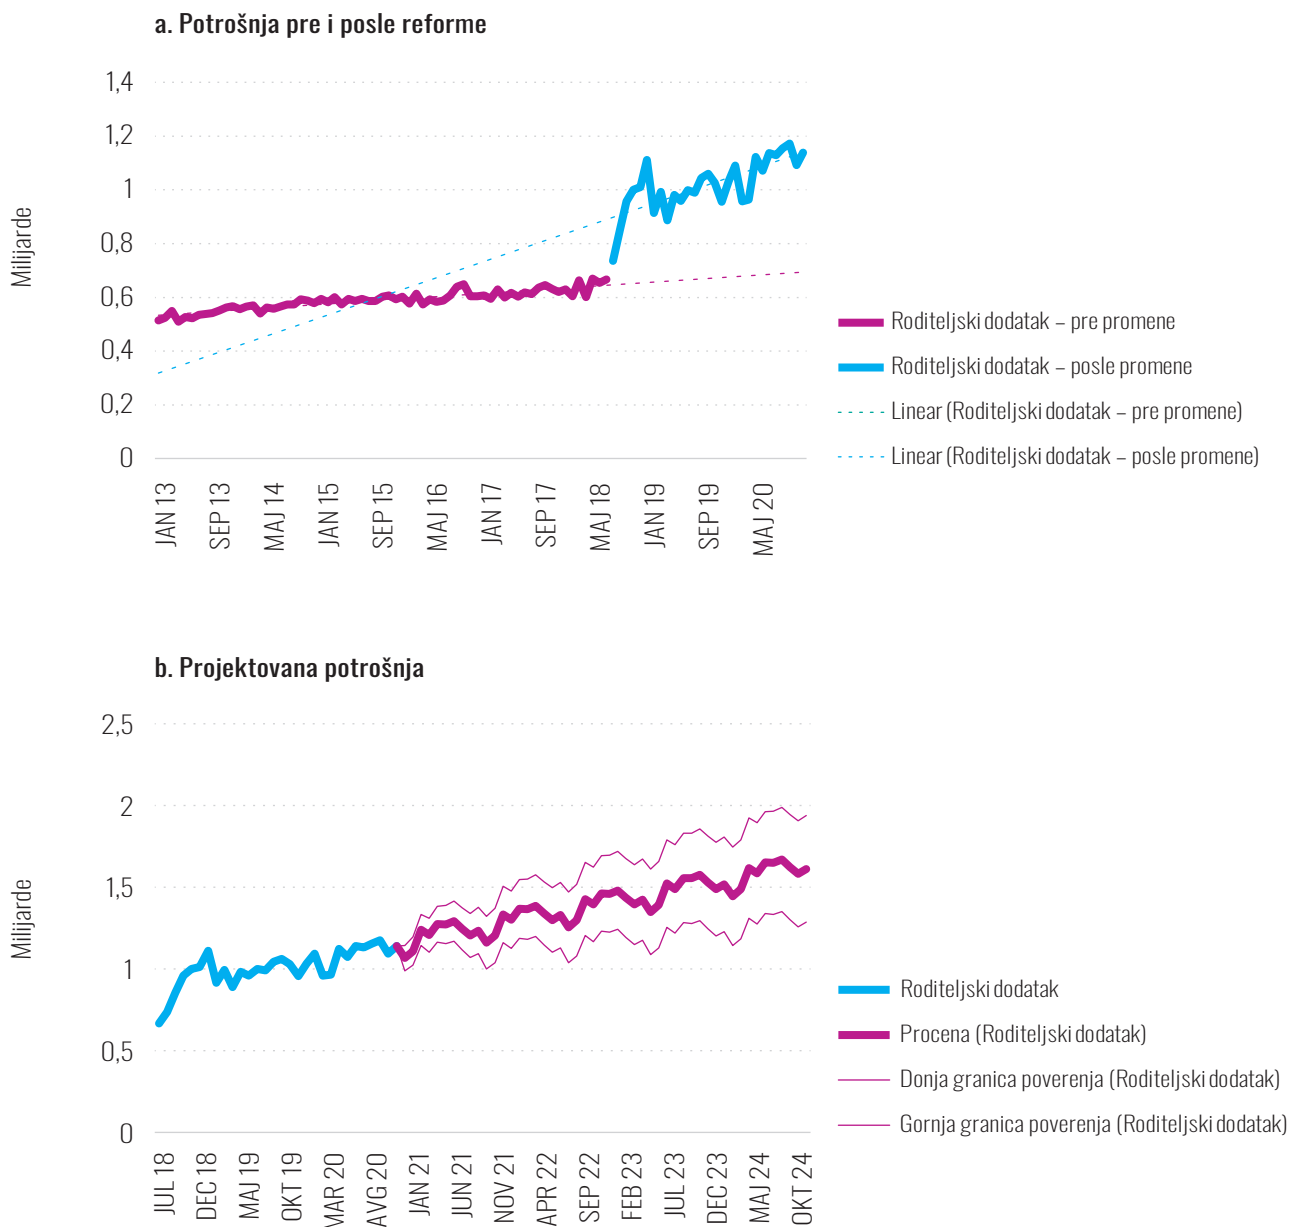 a. Potrošnja pre i posle reforme
Milijarde
1,4
1,2
1
0,8
0,6
0,4
0,2
0
JAN 13
SEP 13
MAJ 14
JAN 15
SEP 15
MAJ 16
JAN 17
SEP 17
MAJ 18
JAN 19
SEP 19
MAJ 20
Roditeljski dodatak – pre promene
Roditeljski dodatak – posle promene
Linear (Roditeljski dodatak – pre promene)
Linear (Roditeljski dodatak – posle promene)
b. Projektovana potrošnja
Milijarde
2,5
2
1,5
1
0,5
0
JUL 18
DEC 18
MAJ 19
OKT 19
MAR 20
AVG 20
JAN 21
JUN 21
NOV 21
APR 22
SEP 22
FEB 23
JUL 23
DEC 23
MAJ 24
OKT 24
Roditeljski dodatak
Procena (Roditeljski dodatak)
Donja granica poverenja (Roditeljski dodatak)
Gornja granica poverenja (Roditeljski dodatak)